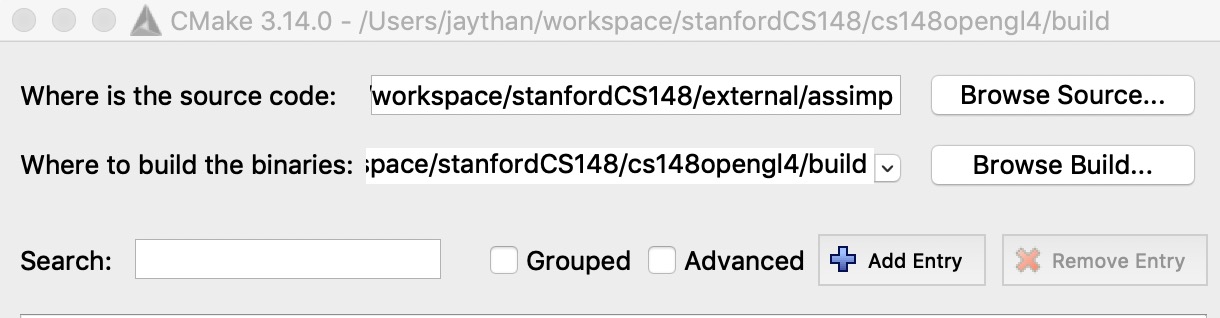 CMake 3.14.0 - /Users/jaythan/workspace/stanfordCS148/cs148opengl4/build
Where is the source code: workspace/stanfordCS148/external/assimp Browse Source...
Where to build the binaries: space/stanfordCS148/cs148opengl4/build Browse Build...
Search: Grouped Advanced Add Entry Remove Entry